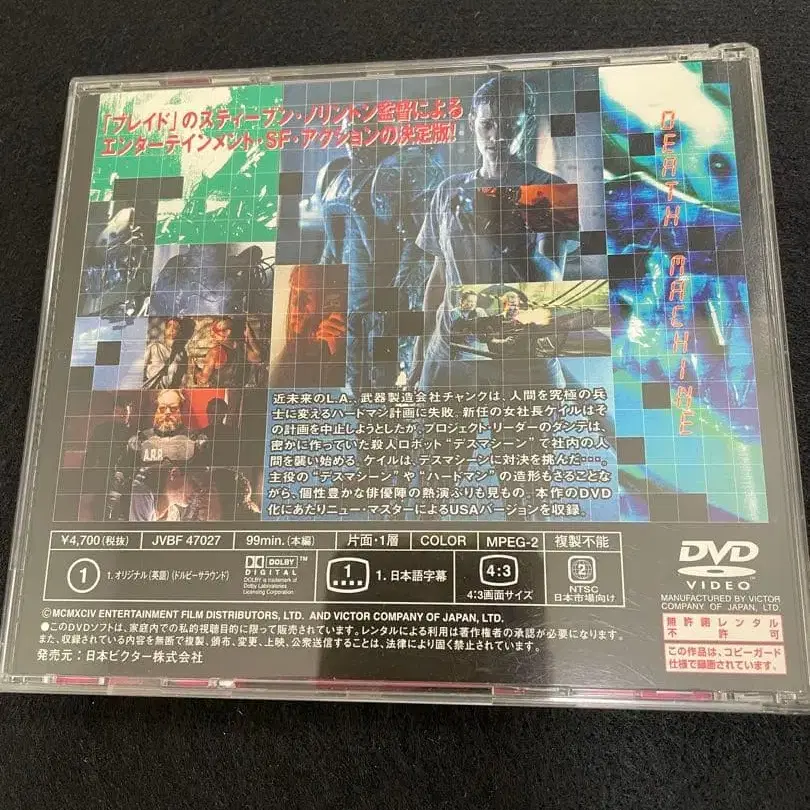 「ブレイド」のスティーブン・ノリントン監督による
エンターテインメント・SF・アクションの決定版!
DEATH MACHINE
近未来のL.A.、武器製造会社チャンクは、人間を究極の兵
士に変えるハードマン計画に失敗。新任の女社長ケイルはそ
の計画を中止しようとしたが、プロジェクト・リーダーのダンテは、
密かに作っていた殺人ロボット“デスマシーン”で社内の人
間を襲い始める。ケイルは、デスマシーンに対決を挑んだ…。
主役の“デスマシーン”や“ハードマン”の造形もさることな
がら、個性豊かな俳優陣の熱演ぶりも見もの。本作のDVD
化にあたりニュー・マスターによるUSAバージョンを収録。
¥4,700(税抜) JVBF 47027 99min.(本編) 片面・1層 COLOR MPEG-2 複製不能
1 1. オリジナル(英語)(ドルビーサラウンド) DOLBY DIGITAL 1 1. 日本語字幕 4:3 4:3画面サイズ 2 NTSC 日本市場向け
DOLBY is trademark of Dolby Laboratories Licensing Corporation
DVD VIDEO
MANUFACTURED BY VICTOR
COMPANY OF JAPAN, LTD.
©MCMXCIV ENTERTAINMENT FILM DISTRIBUTORS, LTD. AND VICTOR COMPANY OF JAPAN, LTD.
●このDVDソフトは、家庭内での私的視聴目的に限って販売されています。レンタルによる利用は著作権者の承認が必要になります。
また、収録されている内容を無断で複製、頒布、変更、上映、公衆送信することは、法律により固く禁止されています。
発売元:日本ビクター株式会社
無許諾レンタル
不許可
この作品は、コピーガード
仕様で録画されています。
A.R.R